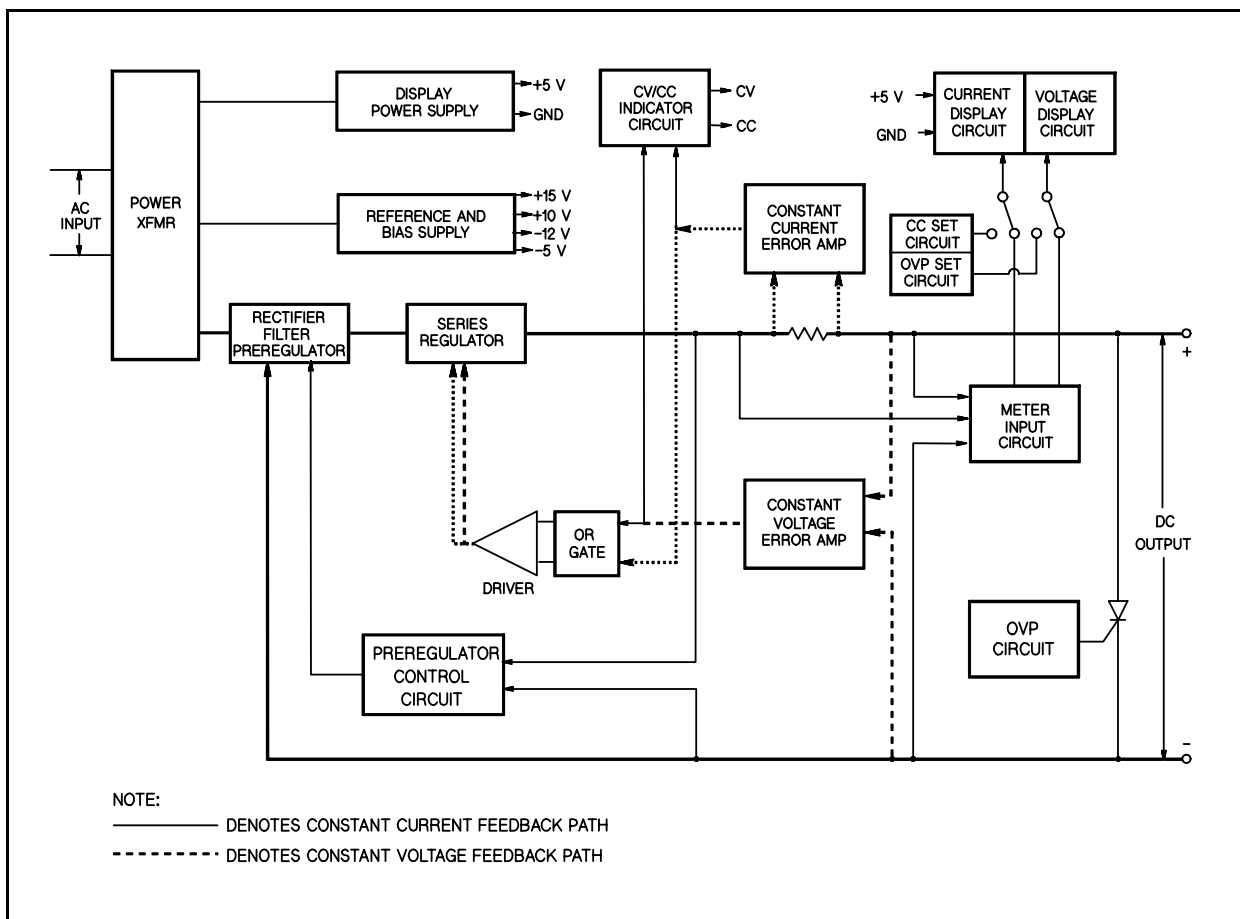 DISPLAY
POWER SUPPLY
+5 V
GND
CV/CC
INDICATOR
CIRCUIT
CV
CC
+5 V
GND
CURRENT
DISPLAY
CIRCUIT
VOLTAGE
DISPLAY
CIRCUIT
AC
INPUT
POWER
XFMR
REFERENCE AND
BIAS SUPPLY
+15 V
+10 V
-12 V
-5 V
CONSTANT
CURRENT
ERROR AMP
CC SET
CIRCUIT
OVP SET
CIRCUIT
RECTIFIER
FILTER
PREREGULATOR
SERIES
REGULATOR
+
METER
INPUT
CIRCUIT
CONSTANT
VOLTAGE
ERROR AMP
OR
GATE
DRIVER
DC
OUTPUT
OVP
CIRCUIT
PREREGULATOR
CONTROL
CIRCUIT
-
NOTE:
DENOTES CONSTANT CURRENT FEEDBACK PATH
DENOTES CONSTANT VOLTAGE FEEDBACK PATH